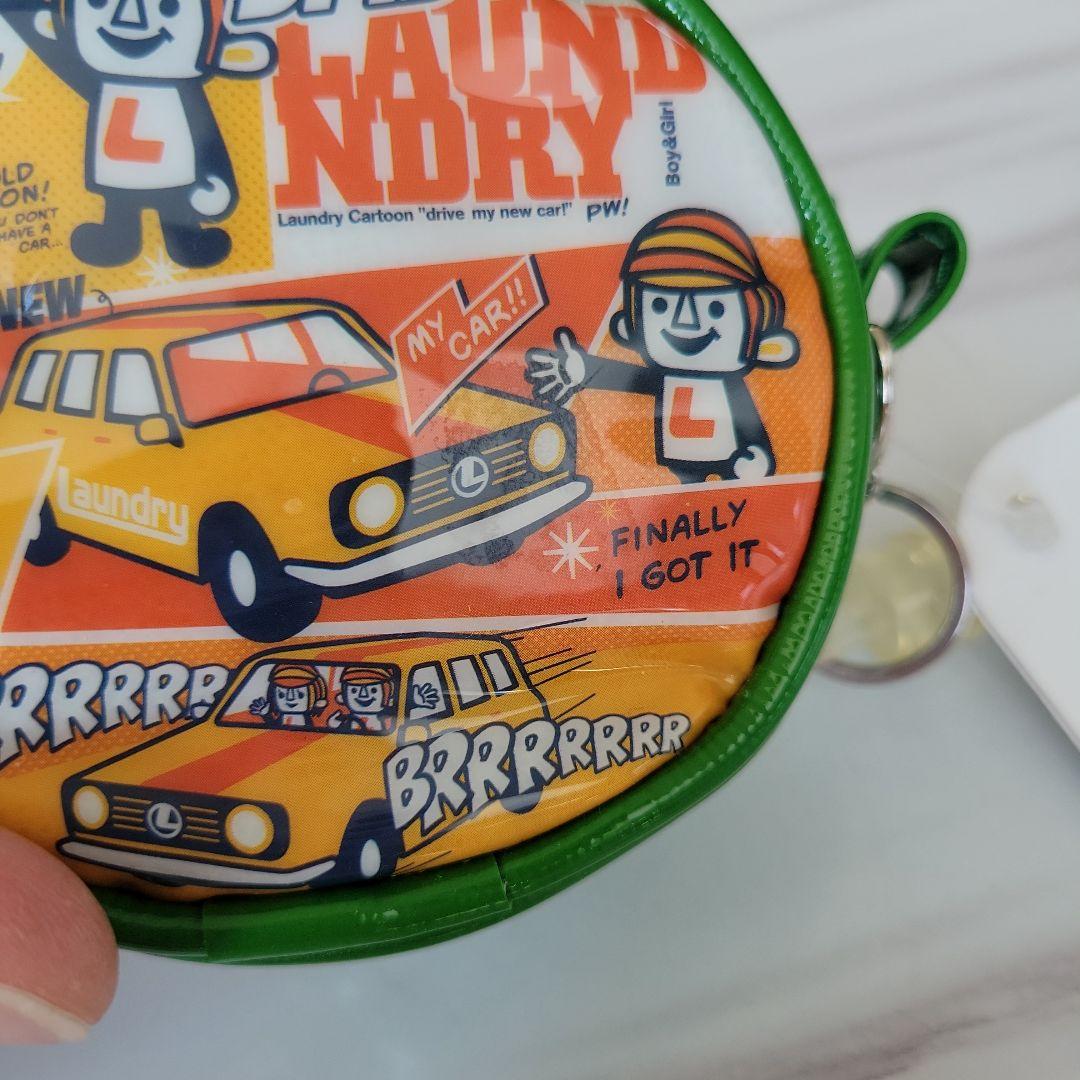 LAUND
NDRY
Boy&Girl
Laundry Cartoon "drive my new car!" PW!
L
LD
ON!
U DON'T
HAVE A
CAR...
NEW
MY
CAR!!
L
Laundry
L
FINALLY
I GOT IT
RRRRRR
BRRRRRRR
L